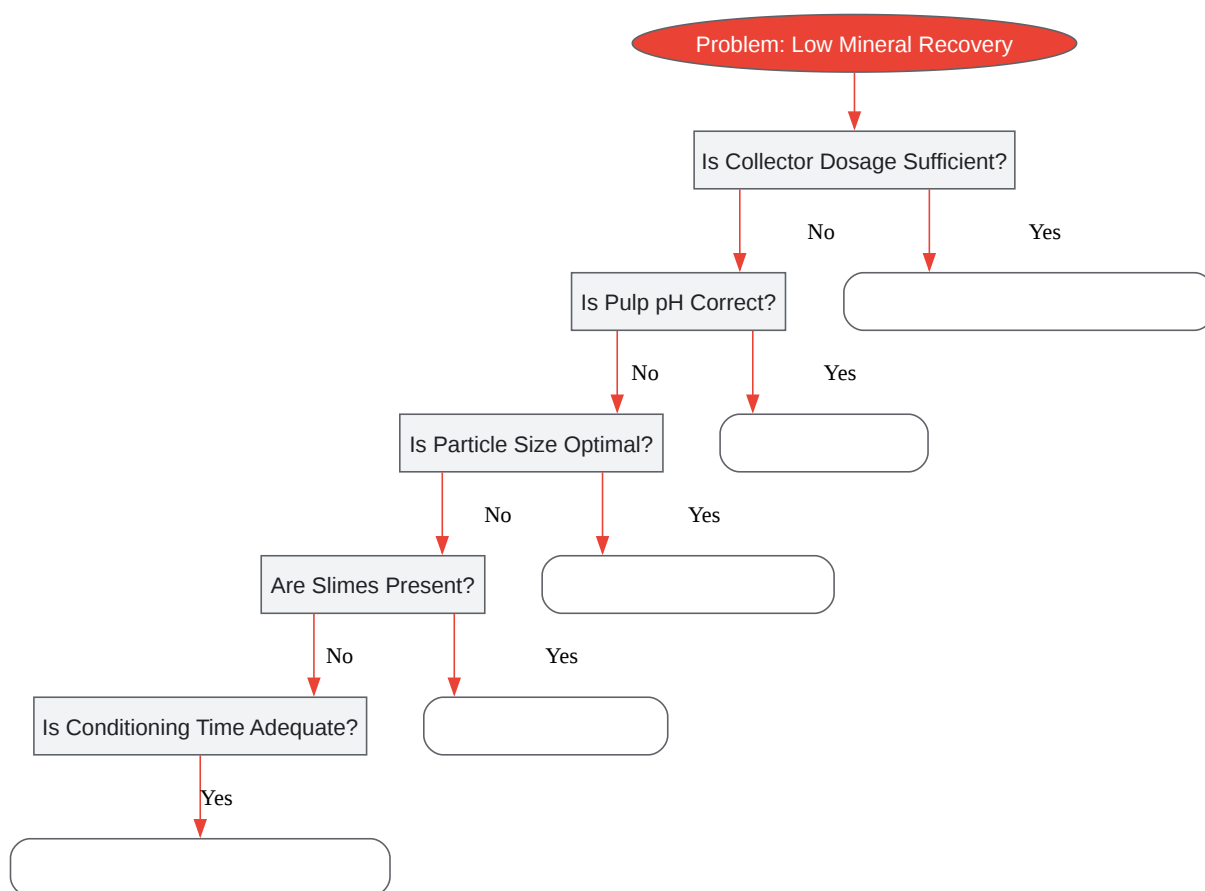 Problem: Low Mineral Recovery
Is Collector Dosage Sufficient?
No
Yes
Is Pulp pH Correct?
No
Yes
Is Particle Size Optimal?
No
Yes
Are Slimes Present?
No
Yes
Is Conditioning Time Adequate?
Yes